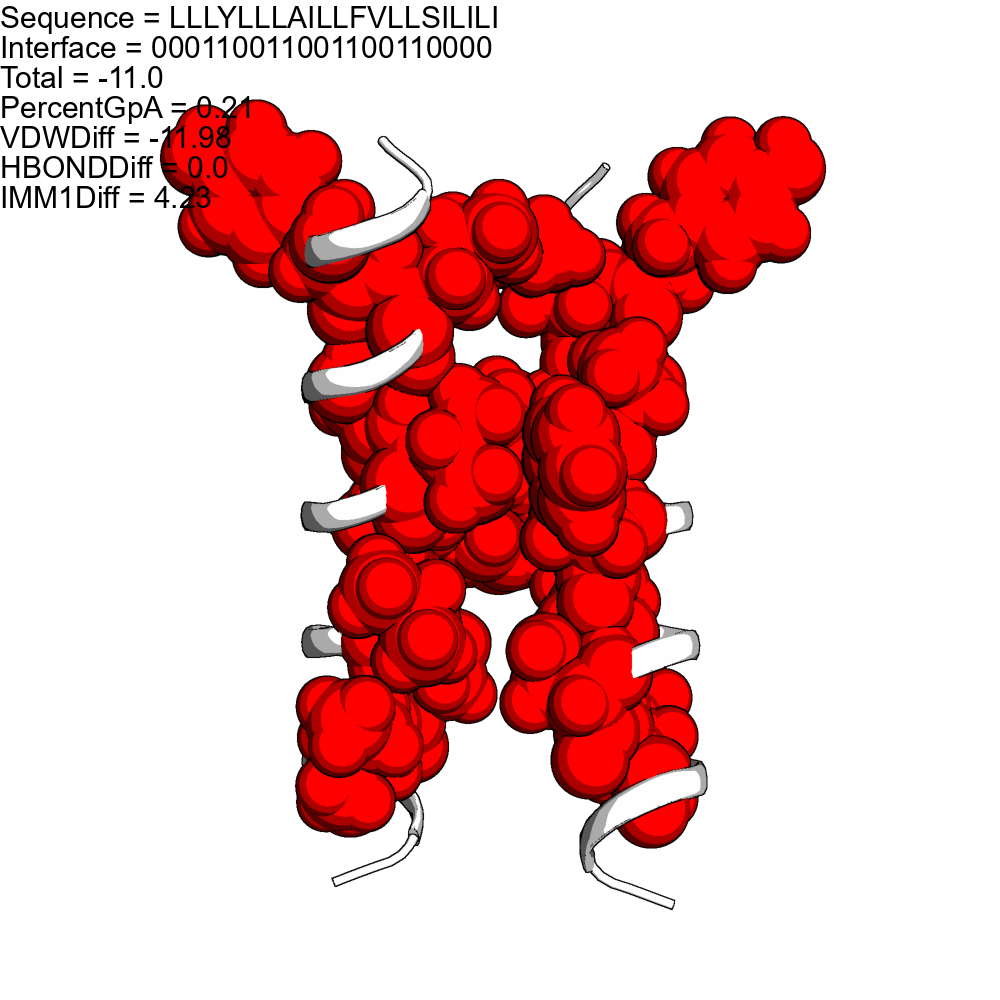 Sequence = LLLYLLLAILLFVLLSILILI
Interface = 000110011001100110000
Total = -11.0
PercentGpA = 0.21
VDWDiff = -11.98
HBONDDiff = 0.0
IMM1Diff = 4.23